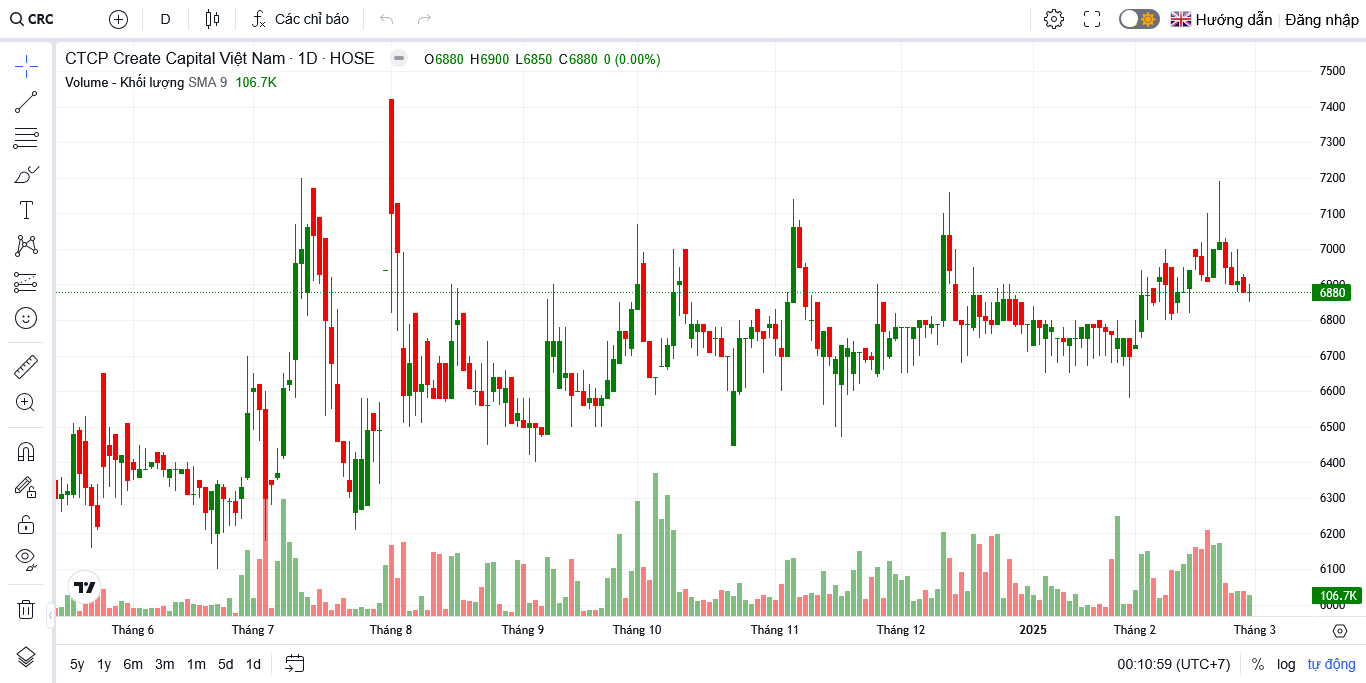 CRC D Các chỉ báo Hướng dẫn Đăng nhập
CTCP Create Capital Việt Nam · 1D · HOSE O6880 H6900 L6850 C6880 0 (0.00%)
Volume - Khối lượng SMA 9 106.7K
7500
7400
7300
7200
7100
7000
6900
6880
6800
6700
6600
6500
6400
6300
6200
6100
106.7K
6000
Tháng 6 Tháng 7 Tháng 8 Tháng 9 Tháng 10 Tháng 11 Tháng 12 2025 Tháng 2 Tháng 3
5y 1y 6m 3m 1m 5d 1d 00:10:59 (UTC+7) % log tự động